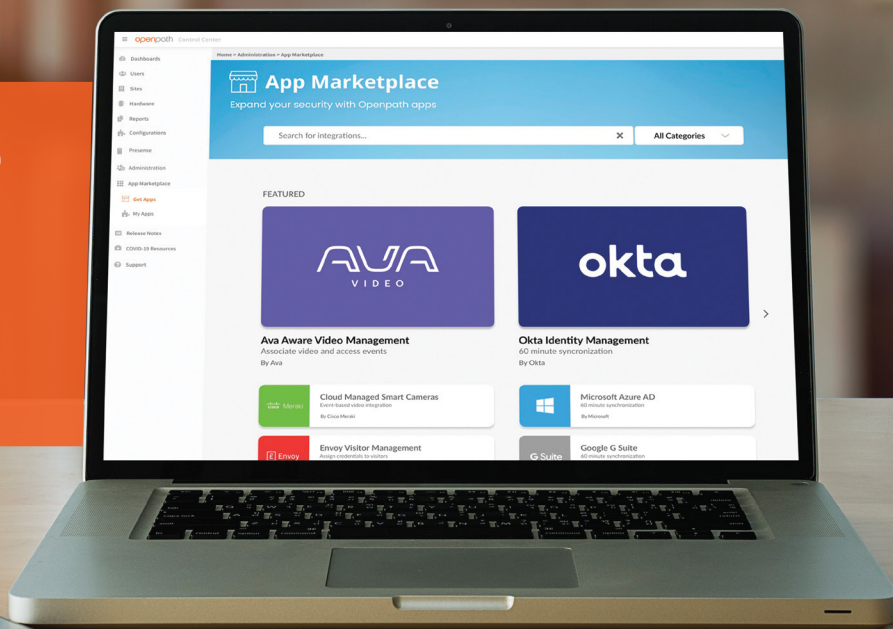 openpath Control Center
Dashboards
Users
Sites
Hardware
Reports
Configurations
Presense
Administration
App Marketplace
Get Apps
My Apps
Release Notes
COVID-19 Resources
Support
Home > Administration > App Marketplace
App Marketplace
Expand your security with Openpath apps
Search for integrations...
All Categories
FEATURED
AVA
VIDEO
okta
Ava Aware Video Management
Associate video and access events
By Ava
Okta Identity Management
60 minute syncronization
By Okta
cisco Meraki
Cloud Managed Smart Cameras
Event-based video integration
By Cisco Meraki
Microsoft Azure AD
60 minute synchronization
By Microsoft
E Envoy
Envoy Visitor Management
Assign credentials to visitors
G Suite
Google G Suite
60 minute synchronization